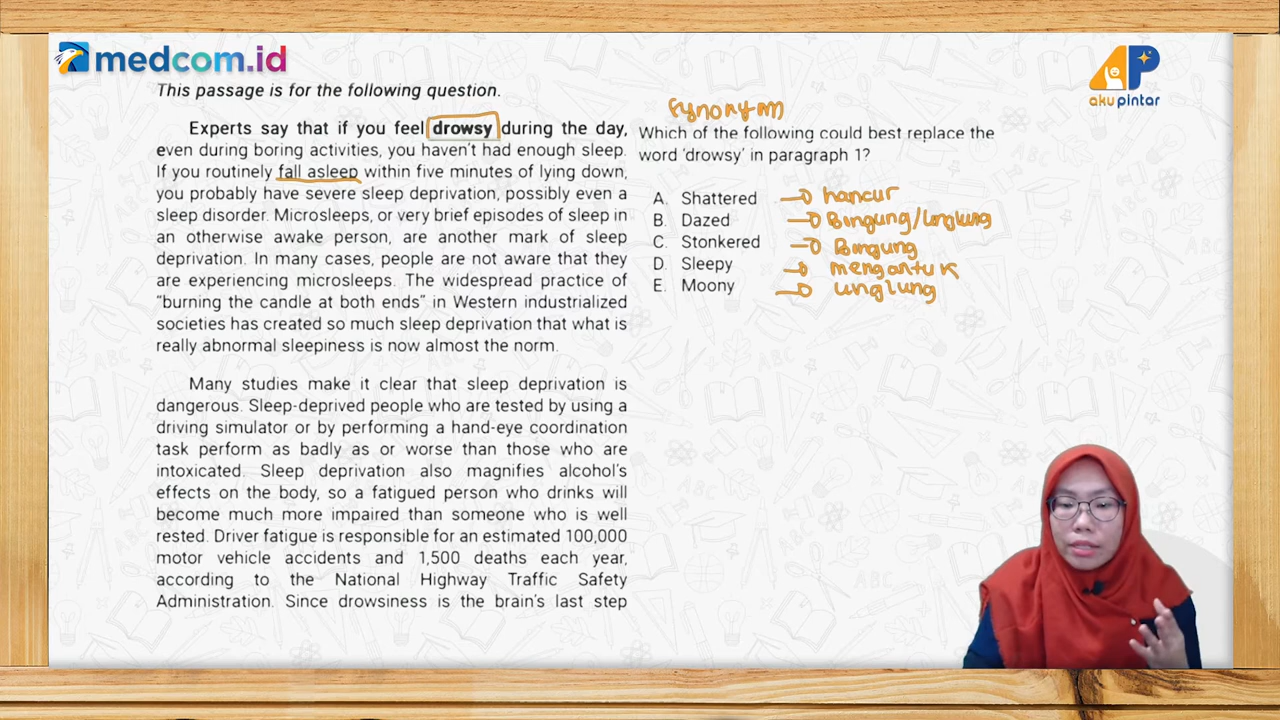 medcom.id
4P
aku pintar
This passage is for the following question.
Experts say that if you feel drowsy during the day,
even during boring activities, you haven't had enough sleep.
If you routinely fall asleep within five minutes of lying down,
you probably have severe sleep deprivation, possibly even a
sleep disorder. Microsleeps, or very brief episodes of sleep in
an otherwise awake person, are another mark of sleep
deprivation. In many cases, people are not aware that they
are experiencing microsleeps. The widespread practice of
“burning the candle at both ends” in Western industrialized
societies has created so much sleep deprivation that what is
really abnormal sleepiness is now almost the norm.
Many studies make it clear that sleep deprivation is
dangerous. Sleep-deprived people who are tested by using a
driving simulator or by performing a hand-eye coordination
task perform as badly as or worse than those who are
intoxicated. Sleep deprivation also magnifies alcohol's
effects on the body, so a fatigued person who drinks will
become much more impaired than someone who is well
rested. Driver fatigue is responsible for an estimated 100,000
motor vehicle accidents and 1,500 deaths each year,
according to the National Highway Traffic Safety
Administration. Since drowsiness is the brain's last step
Synonym
Which of the following could best replace the
word 'drowsy' in paragraph 1?
A. Shattered → hancur
B. Dazed → Bingung/linglung
C. Stonkered → Bingung
D. Sleepy → mengantuk
E. Moony → linglung